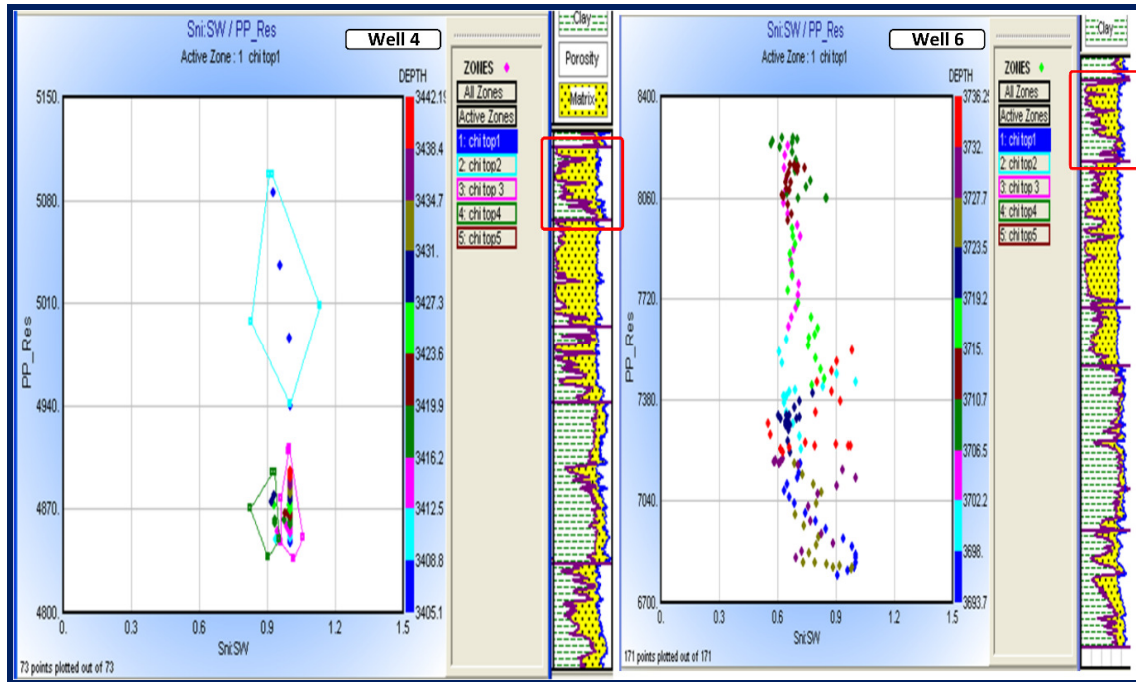 Sni:SW / PP_Res
Well 4
Active Zone : 1 chi top1
DEPTH
ZONES
All Zones
Active Zones
1: chi top1
2: chi top2
3: chi top 3
4: chi top4
5: chi top5
5150.
5080.
5010.
4940.
4870.
4800.
PP_Res
0.
0.3
0.6
0.9
1.2
1.5
Sni:SW
73 points plotted out of 73
3442.19
3438.4
3434.7
3431.
3427.3
3423.6
3419.9
3416.2
3412.5
3408.8
3405.1
Clay
Porosity
Matrix
Sni:SW / PP_Res
Well 6
Active Zone : 1 chi top1
DEPTH
ZONES
All Zones
Active Zones
1: chi top1
2: chi top2
3: chi top 3
4: chi top4
5: chi top5
8400.
8060.
7720.
7380.
7040.
6700.
PP_Res
0.
0.3
0.6
0.9
1.2
1.5
Sni:SW
171 points plotted out of 171
3732.
3727.7
3723.5
3719.2
3715.
3710.7
3706.5
3702.2
3698.
3693.7
Clay